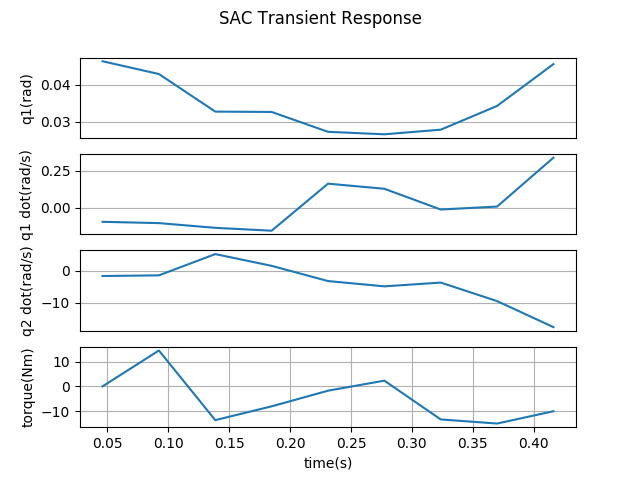 SAC Transient Response
q1(rad)
0.04
0.03
q1 dot(rad/s)
0.25
0.00
q2 dot(rad/s)
0
−10
torque(Nm)
10
0
−10
0.05 0.10 0.15 0.20 0.25 0.30 0.35 0.40
time(s)